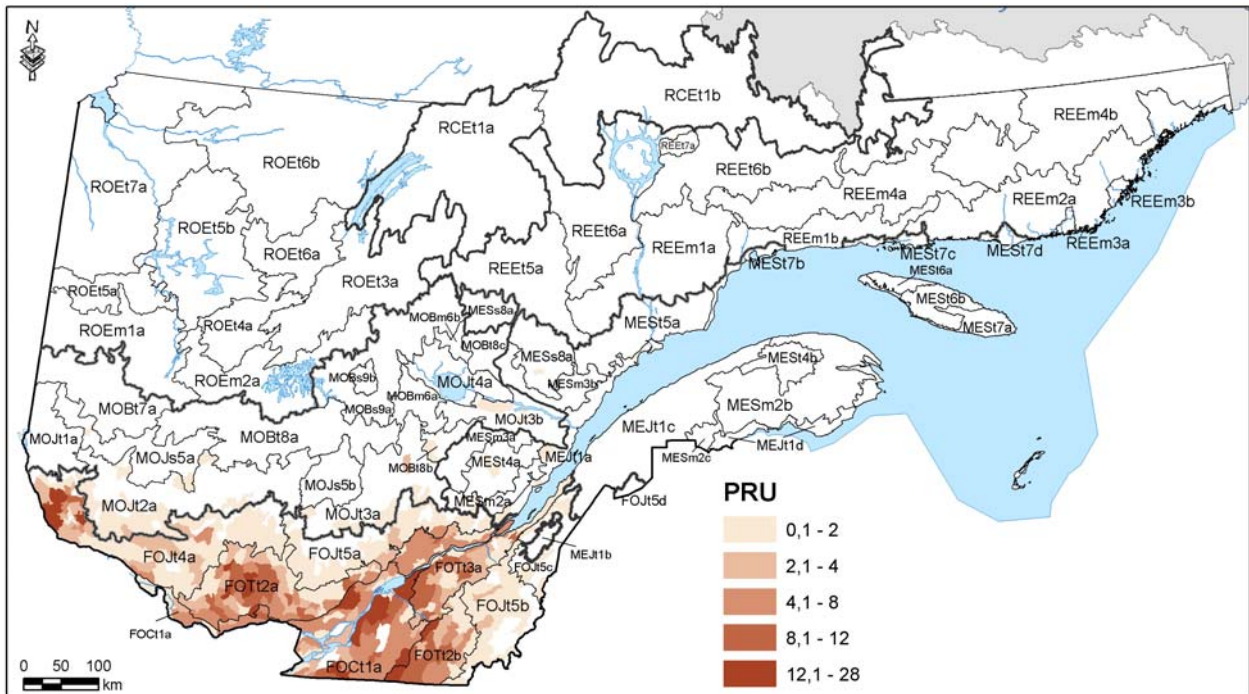 N
RCEt1b
RCEt1a
REEm4b
REEt7a
ROEt6b
REEt6b
ROEt7a
REEm4a
REEm2a
REEm3b
ROEt5b
REEt6a
REEm1a
REEm1b
REEm3a
ROEt6a
MESt7b
MESt7c
MESt7d
REEt5a
MESt6a
ROEt3a
MESt6b
ROEt5a
MESt7a
ROEt4a
MOBm6b
MESs8a
MESt5a
ROEm1a
MOBt8c
MESs8a
MESt4b
ROEm2a
MOBs9b
MOJt4a
MESm3b
MOBm6a
MESm2b
MOBt7a
MOBs9a
MOJt3b
MEJt1c
MOJt1a
MOBt8a
MESm3a
MEJt1d
MOJs5a
MOBt8b
MESt4a
MEJt1a
MESm2c
MOJs5b
FOJt5d
MOJt2a
MOJt3a
MESm2a
FOJt4a
FOJt5a
MEJt1b
FOTt3a
FOJt5c
FOTt2a
FOJt5b
FOCt1a
FOTt2b
FOCt1a
PRU
0,1 - 2
2,1 - 4
4,1 - 8
8,1 - 12
12,1 - 28
0 50 100
km